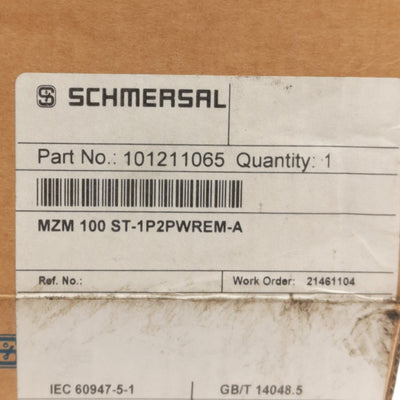 SCHMERSAL
Part No.: 101211065 Quantity: 1
MZM 100 ST-1P2PWREM-A
Ref. No.: Work Order: 21461104
IEC 60947-5-1 GB/T 14048.5